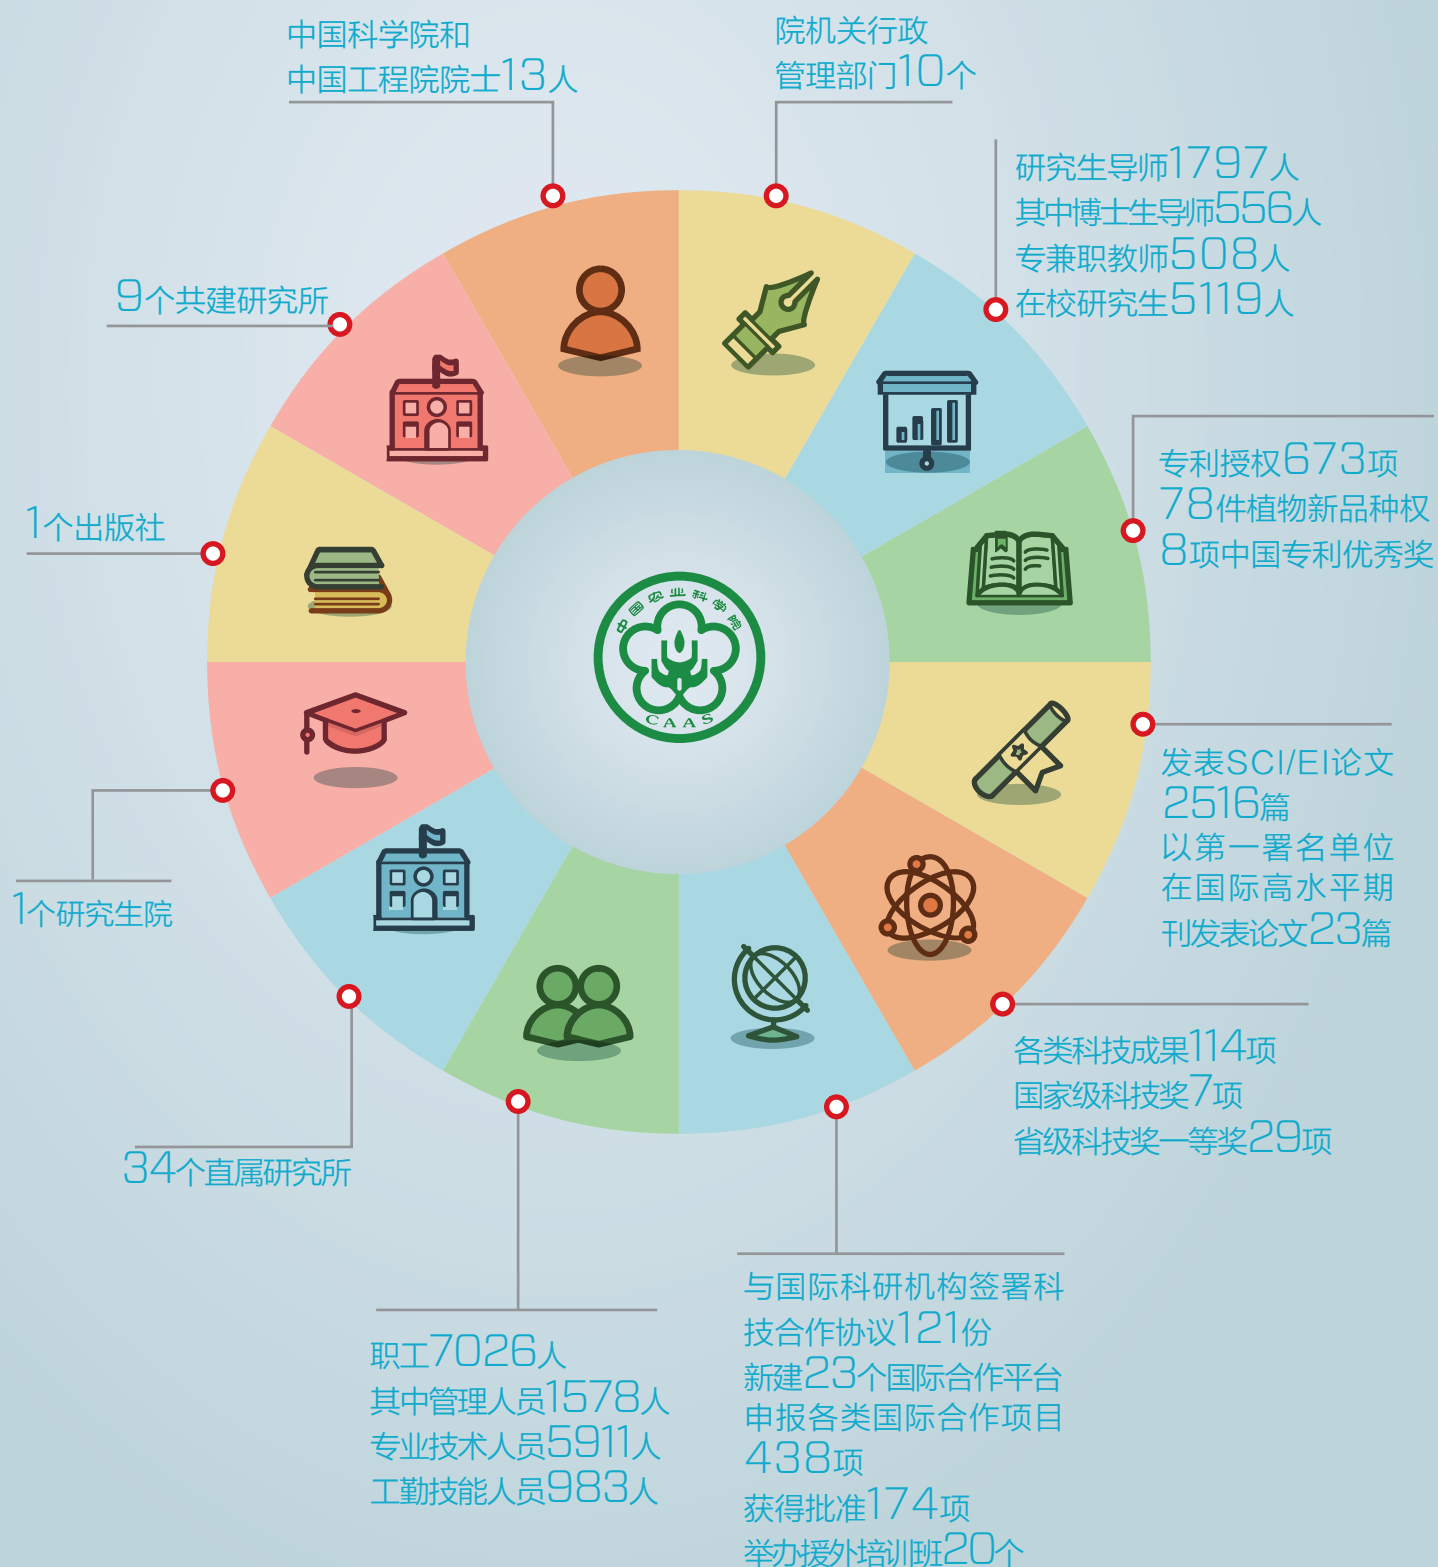 中国科学院和
中国工程院院士13人
院机关行政
管理部门10个
研究生导师1797人
其中博士生导师556人
专兼职教师508人
在校研究生5119人
专利授权673项
78件植物新品种权
8项中国专利优秀奖
发表SCI/EI论文
2516篇
以第一署名单位
在国际高水平期
刊发表论文23篇
各类科技成果114项
国家级科技奖7项
省级科技奖一等奖29项
与国际科研机构签署科
技合作协议121份
新建23个国际合作平台
申报各类国际合作项目
438项
获得批准174项
举办援外培训班20个
职工7026人
其中管理人员1578人
专业技术人员5911人
工勤技能人员983人
34个直属研究所
1个研究生院
1个出版社
9个共建研究所
中国农业科学院
CAAS